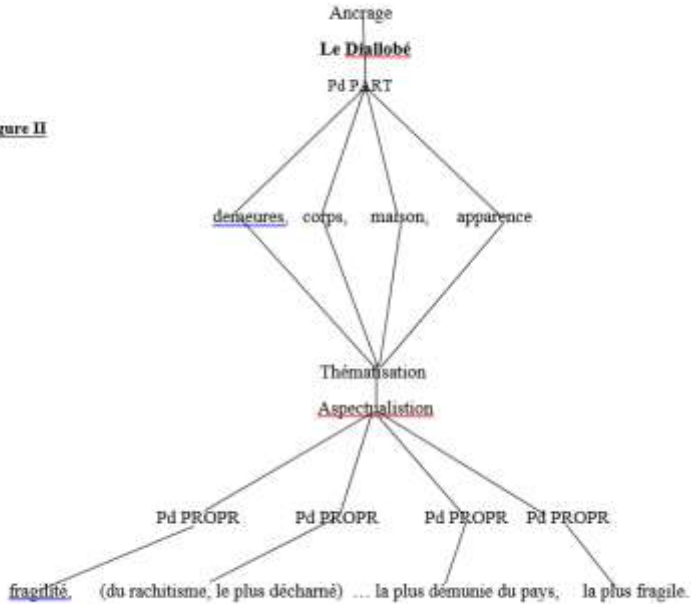 Ancrage
Le Diallobé
Pd PART
gure II
demeures, corps, maison, apparence
Thématisation
Aspectualistion
Pd PROPR Pd PROPR Pd PROPR Pd PROPR
fragilité, (du rachitisme, le plus décharné) ... la plus démunie du pays, la plus fragile.